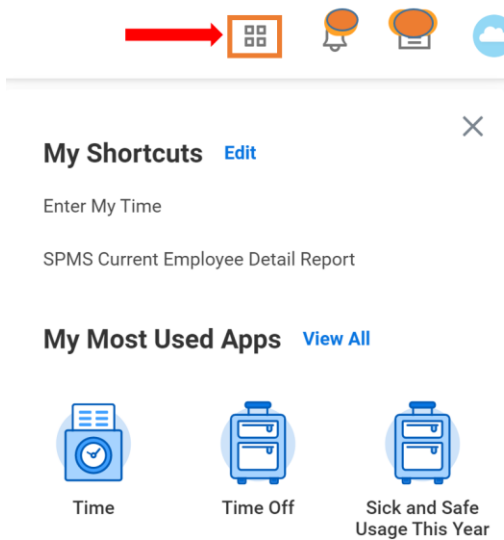 My Shortcuts Edit
Enter My Time
SPMS Current Employee Detail Report
My Most Used Apps View All
Time Time Off Sick and Safe
Usage This Year